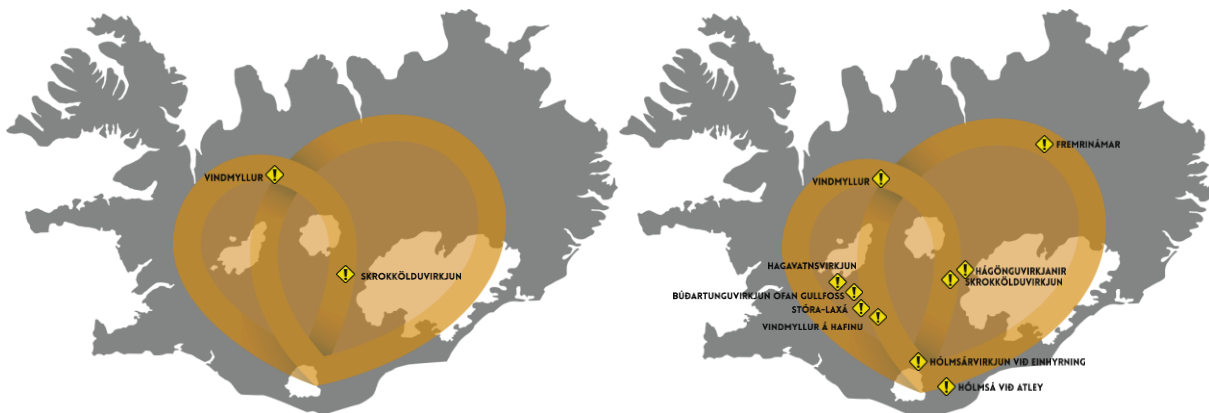 VINDMYLLUR
SKROKKÖLDUVIRKJUN
FREMRINÁMAR
VINDMYLLUR
HAGAVATNSVIRKJUN
HÁGÖNGUVIRKJANIR
SKROKKÖLDUVIRKJUN
BÚÐARTUNGUVIRKJUN OFAN GULLFOSS
STÓRA-LAXÁ
VINDMYLLUR Á HAFINU
HÓLMSÁRVIRKJUN VIÐ EINHYRNING
HÓLMSÁ VIÐ ATLEY